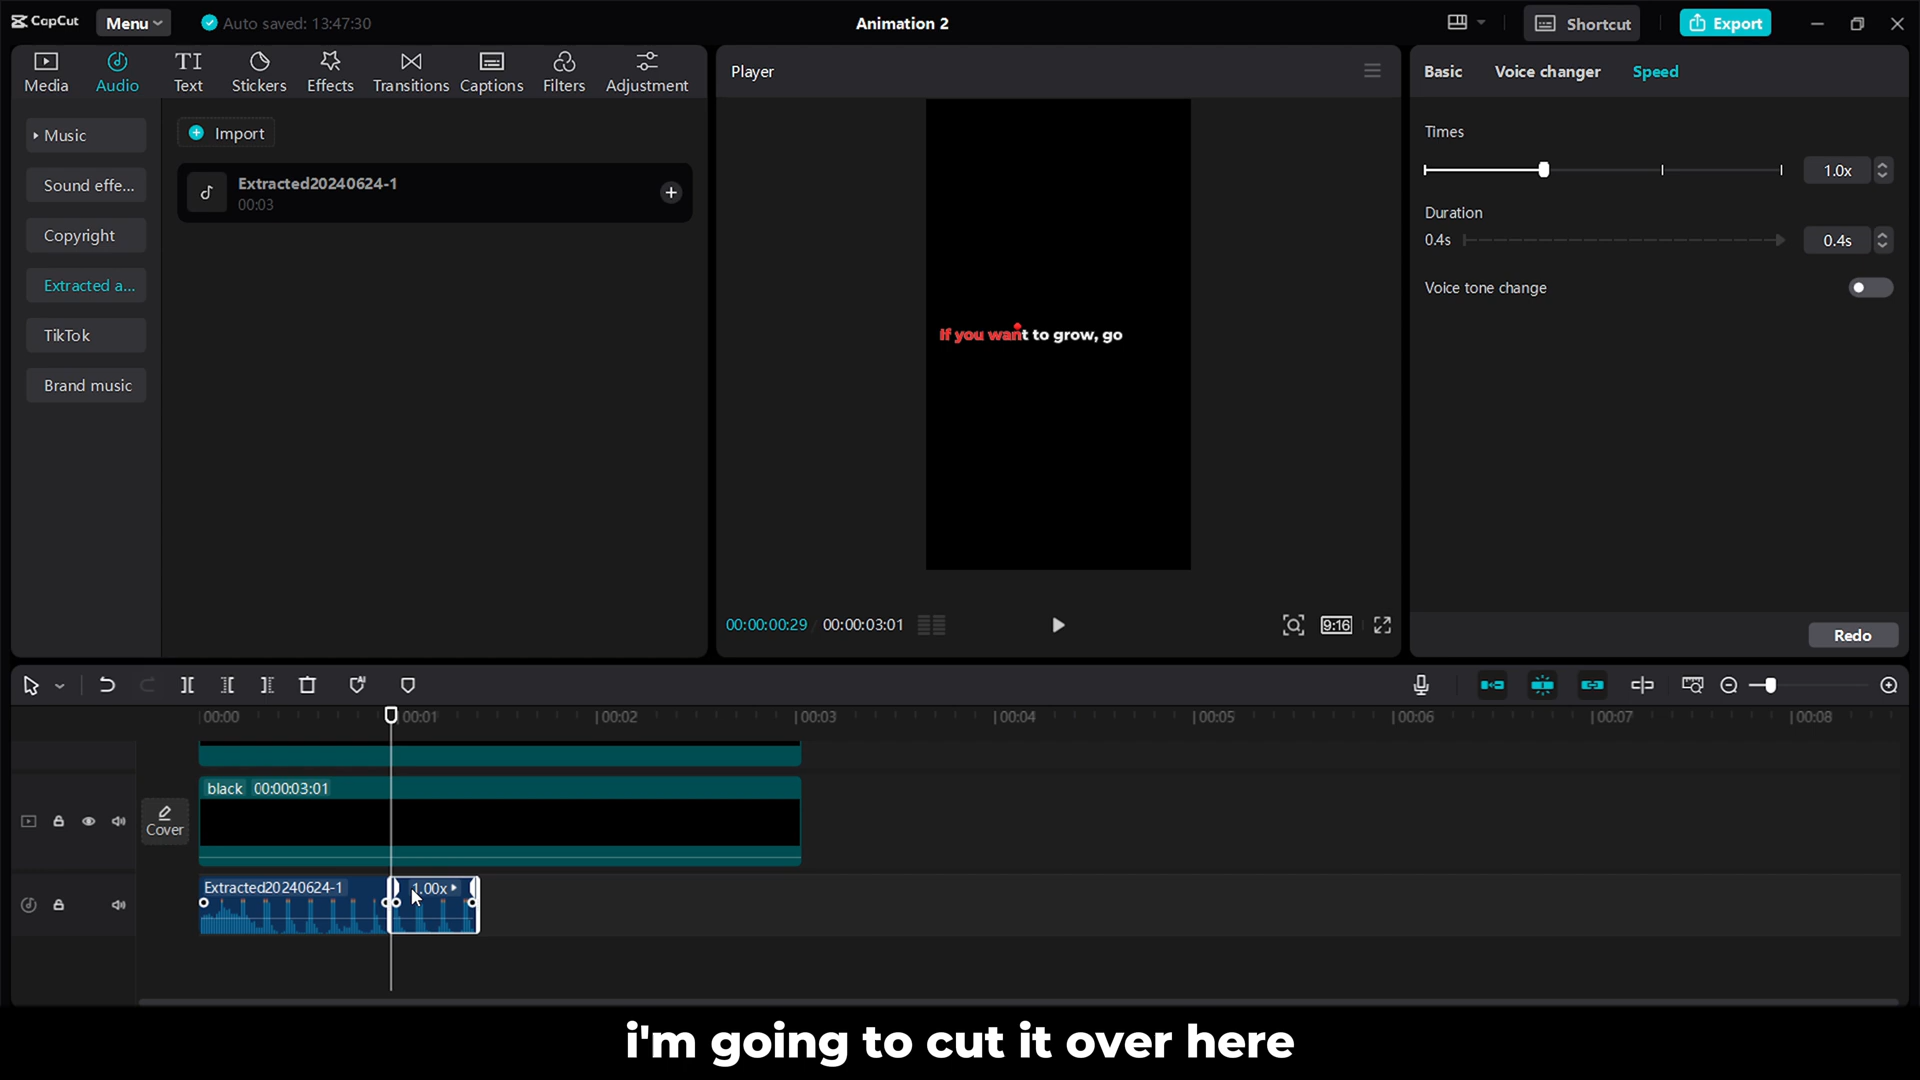 CapCut
Menu
Auto saved: 13:47:30
Animation 2
Shortcut
Export
Media
Audio
TI
Text
Stickers
Effects
Transitions
Captions
Filters
Adjustment
Player
Basic
Voice changer
Speed
Music
Sound effe...
Copyright
Extracted a...
TikTok
Brand music
Import
Extracted20240624-1
00:03
If you want to grow, go
Times
1.0x
Duration
0.4s
0.4s
Voice tone change
00:00:00:29
00:00:03:01
9:16
Redo
00:00
00:01
00:02
00:03
00:04
00:05
00:06
00:07
00:08
black 00:00:03:01
Cover
Extracted20240624-1
1.00x
i'm going to cut it over here